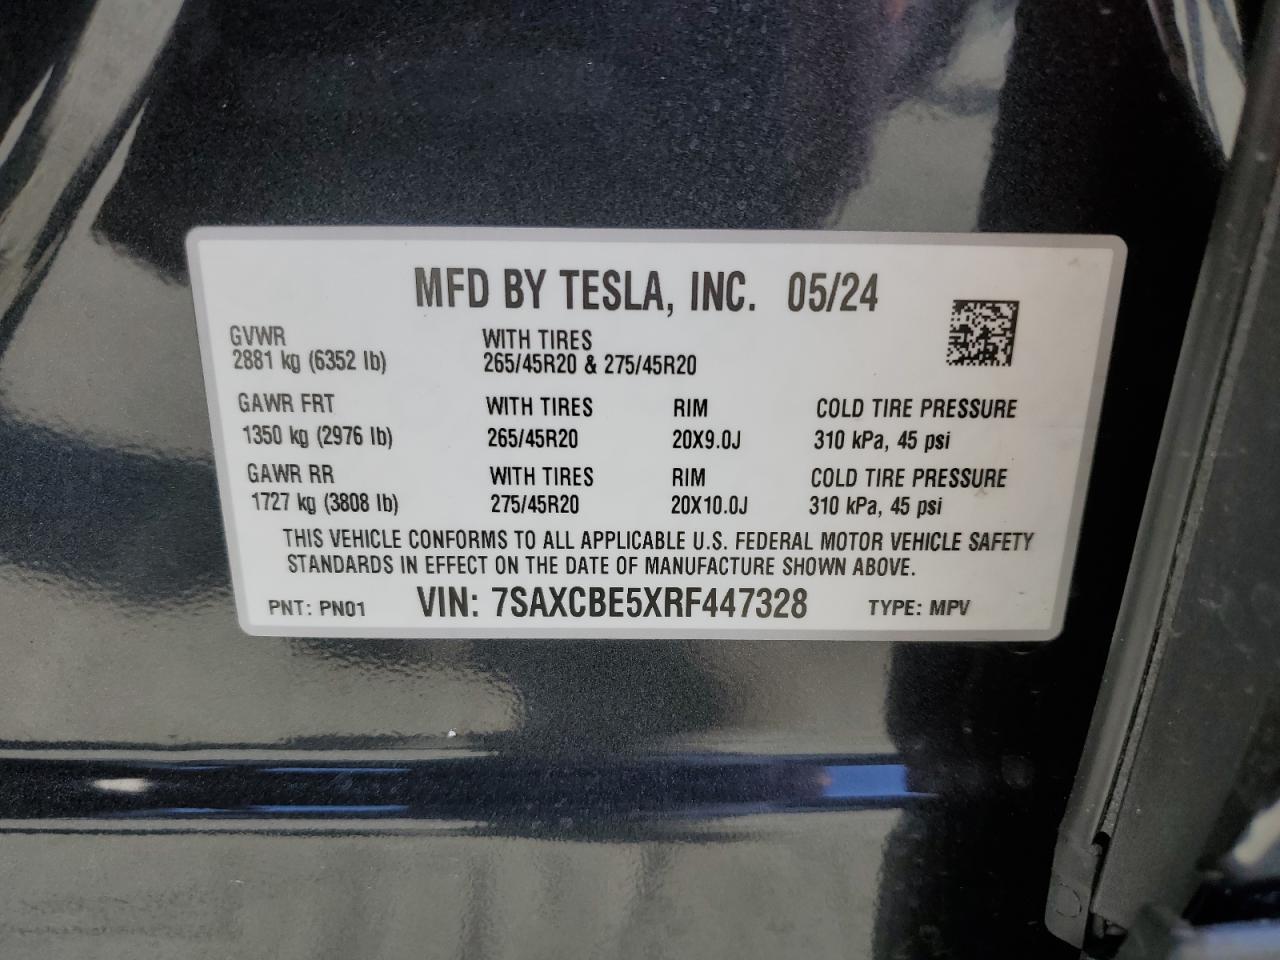 MFD BY TESLA, INC. 05/24
GVWR WITH TIRES
2881 kg (6352 lb) 265/45R20 & 275/45R20
GAWR FRT WITH TIRES RIM COLD TIRE PRESSURE
1350 kg (2976 lb) 265/45R20 20X9.0J 310 kPa, 45 psi
GAWR RR WITH TIRES RIM COLD TIRE PRESSURE
1727 kg (3808 lb) 275/45R20 20X10.0J 310 kPa, 45 psi
THIS VEHICLE CONFORMS TO ALL APPLICABLE U.S. FEDERAL MOTOR VEHICLE SAFETY
STANDARDS IN EFFECT ON THE DATE OF MANUFACTURE SHOWN ABOVE.
PNT: PN01 VIN: 7SAXCBE5XRF447328 TYPE: MPV